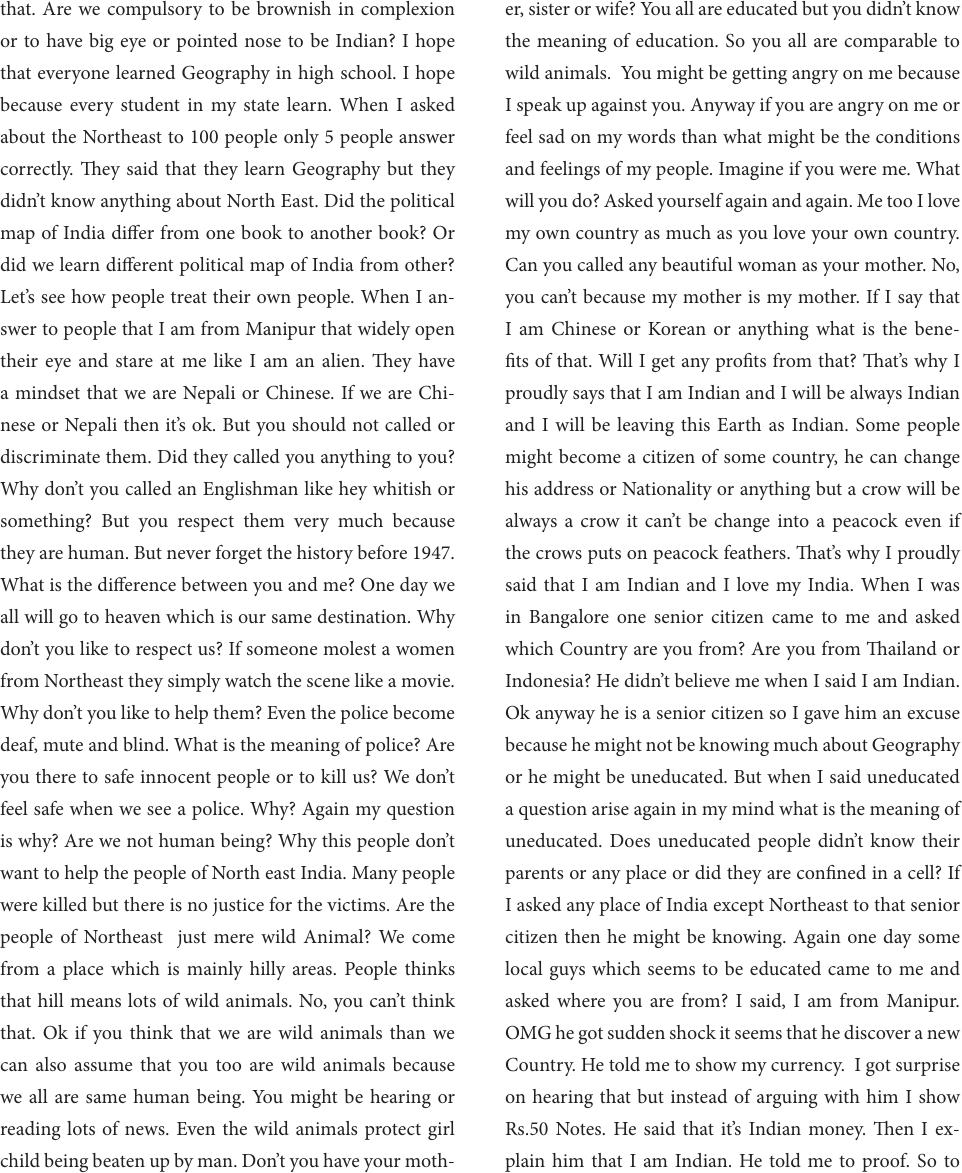 that. Are we compulsory to be brownish in complexion
or to have big eye or pointed nose to be Indian? I hope
that everyone learned Geography in high school. I hope
because every student in my state learn. When I asked
about the Northeast to 100 people only 5 people answer
correctly. They said that they learn Geography but they
didn’t know anything about North East. Did the political
map of India differ from one book to another book? Or
did we learn different political map of India from other?
Let’s see how people treat their own people. When I an-
swer to people that I am from Manipur that widely open
their eye and stare at me like I am an alien. They have
a mindset that we are Nepali or Chinese. If we are Chi-
nese or Nepali then it’s ok. But you should not called or
discriminate them. Did they called you anything to you?
Why don’t you called an Englishman like hey whitish or
something? But you respect them very much because
they are human. But never forget the history before 1947.
What is the difference between you and me? One day we
all will go to heaven which is our same destination. Why
don’t you like to respect us? If someone molest a women
from Northeast they simply watch the scene like a movie.
Why don’t you like to help them? Even the police become
deaf, mute and blind. What is the meaning of police? Are
you there to safe innocent people or to kill us? We don’t
feel safe when we see a police. Why? Again my question
is why? Are we not human being? Why this people don’t
want to help the people of North east India. Many people
were killed but there is no justice for the victims. Are the
people of Northeast  just mere wild Animal? We come
from a place which is mainly hilly areas. People thinks
that hill means lots of wild animals. No, you can’t think
that. Ok if you think that we are wild animals than we
can also assume that you too are wild animals because
we all are same human being. You might be hearing or
reading lots of news. Even the wild animals protect girl
child being beaten up by man. Don’t you have your moth-
er, sister or wife? You all are educated but you didn’t know
the meaning of education. So you all are comparable to
wild animals.  You might be getting angry on me because
I speak up against you. Anyway if you are angry on me or
feel sad on my words than what might be the conditions
and feelings of my people. Imagine if you were me. What
will you do? Asked yourself again and again. Me too I love
my own country as much as you love your own country.
Can you called any beautiful woman as your mother. No,
you can’t because my mother is my mother. If I say that
I am Chinese or Korean or anything what is the bene-
fits of that. Will I get any profits from that? That’s why I
proudly says that I am Indian and I will be always Indian
and I will be leaving this Earth as Indian. Some people
might become a citizen of some country, he can change
his address or Nationality or anything but a crow will be
always a crow it can’t be change into a peacock even if
the crows puts on peacock feathers. That’s why I proudly
said that I am Indian and I love my India. When I was
in Bangalore one senior citizen came to me and asked
which Country are you from? Are you from Thailand or
Indonesia? He didn’t believe me when I said I am Indian.
Ok anyway he is a senior citizen so I gave him an excuse
because he might not be knowing much about Geography
or he might be uneducated. But when I said uneducated
a question arise again in my mind what is the meaning of
uneducated. Does uneducated people didn’t know their
parents or any place or did they are confined in a cell? If
I asked any place of India except Northeast to that senior
citizen then he might be knowing. Again one day some
local guys which seems to be educated came to me and
asked where you are from? I said, I am from Manipur.
OMG he got sudden shock it seems that he discover a new
Country. He told me to show my currency.  I got surprise
on hearing that but instead of arguing with him I show
Rs.50 Notes. He said that it’s Indian money. Then I ex-
plain him that I am Indian. He told me to proof. So to